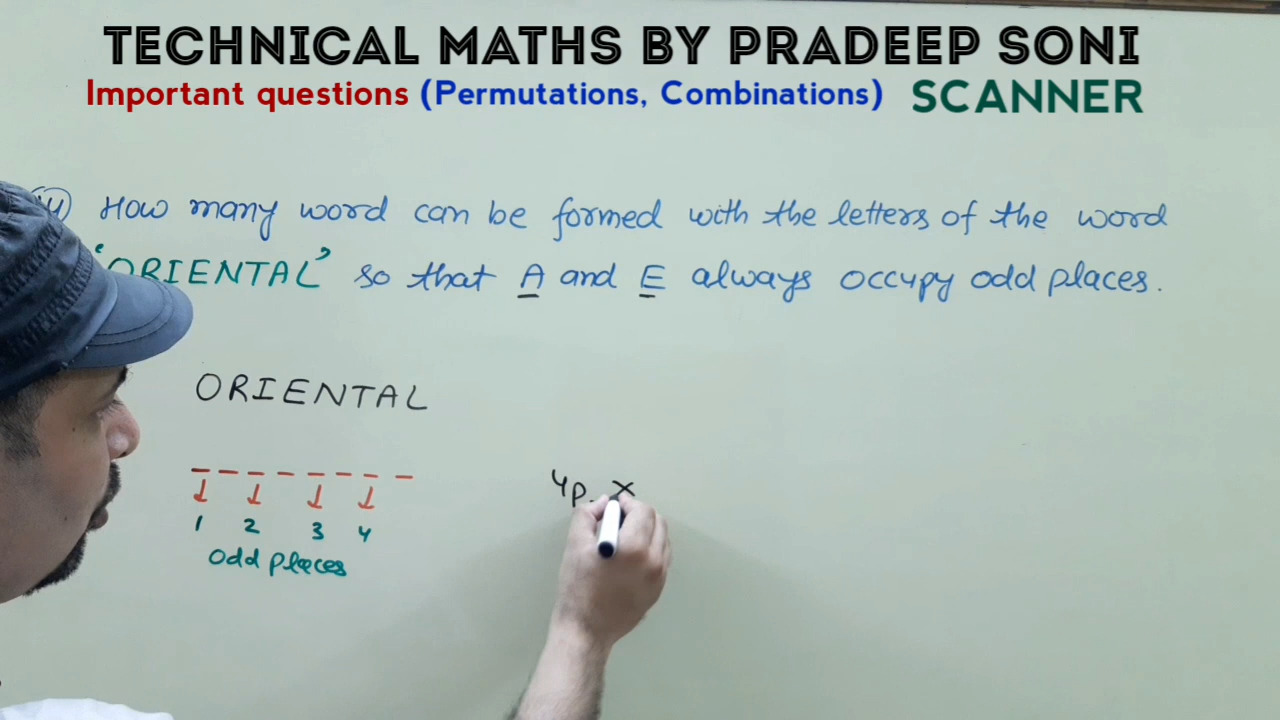 TECHNICAL MATHS BY PRADEEP SONI
Important questions (Permutations, Combinations) SCANNER
How many word can be formed with the letters of the word
'ORIENTAL' so that A and E always occupy odd places.
ORIENTAL
1 2 3 4
odd places
4P ×